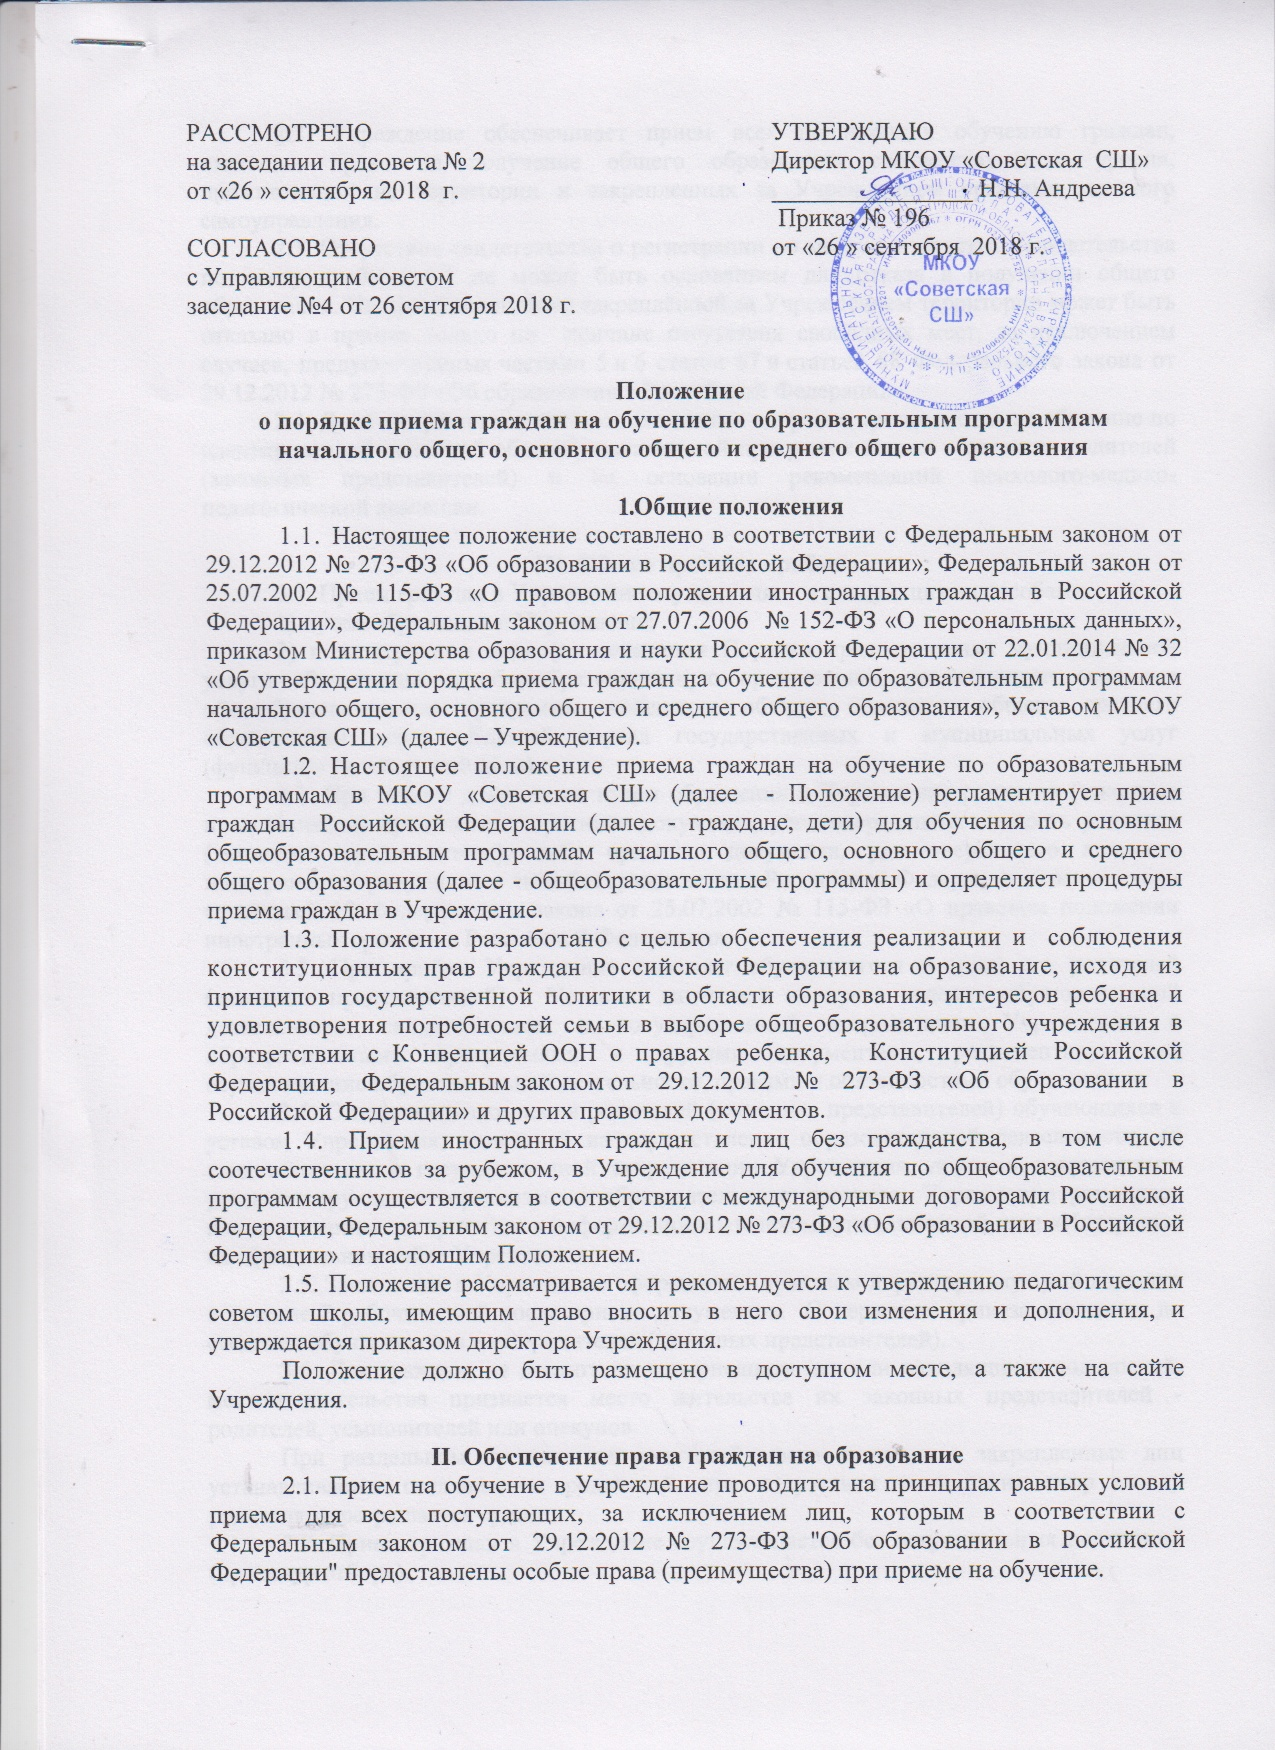 РАССМОТРЕНО
на заседании педсовета № 2
от «26 » сентября 2018 г.
СОГЛАСОВАНО
с Управляющим советом
заседание №4 от 26 сентября 2018 г.
УТВЕРЖДАЮ
Директор МКОУ «Советская СШ»
Н.Н. Андреева
Приказ № 196
от «26 » сентября 2018 г.
МКОУ
«Советская
СШ»
Положение
о порядке приема граждан на обучение по образовательным программам
начального общего, основного общего и среднего общего образования
1.Общие положения
1.1. Настоящее положение составлено в соответствии с Федеральным законом от
29.12.2012 № 273-ФЗ «Об образовании в Российской Федерации», Федеральный закон от
25.07.2002 № 115-ФЗ «О правовом положении иностранных граждан в Российской
Федерации», Федеральным законом от 27.07.2006 № 152-ФЗ «О персональных данных»,
приказом Министерства образования и науки Российской Федерации от 22.01.2014 № 32
«Об утверждении порядка приема граждан на обучение по образовательным программам
начального общего, основного общего и среднего общего образования», Уставом МКОУ
«Советская СШ» (далее – Учреждение).
1.2. Настоящее положение приема граждан на обучение по образовательным
программам в МКОУ «Советская СШ» (далее - Положение) регламентирует прием
граждан Российской Федерации (далее - граждане, дети) для обучения по основным
общеобразовательным программам начального общего, основного общего и среднего
общего образования (далее - общеобразовательные программы) и определяет процедуры
приема граждан в Учреждение.
1.3. Положение разработано с целью обеспечения реализации и соблюдения
конституционных прав граждан Российской Федерации на образование, исходя из
принципов государственной политики в области образования, интересов ребенка и
удовлетворения потребностей семьи в выборе общеобразовательного учреждения в
соответствии с Конвенцией ООН о правах ребенка, Конституцией Российской
Федерации, Федеральным законом от 29.12.2012 № 273-ФЗ «Об образовании в
Российской Федерации» и других правовых документов.
1.4. Прием иностранных граждан и лиц без гражданства, в том числе
соотечественников за рубежом, в Учреждение для обучения по общеобразовательным
программам осуществляется в соответствии с международными договорами Российской
Федерации, Федеральным законом от 29.12.2012 № 273-ФЗ «Об образовании в Российской
Федерации» и настоящим Положением.
1.5. Положение рассматривается и рекомендуется к утверждению педагогическим
советом школы, имеющим право вносить в него свои изменения и дополнения, и
утверждается приказом директора Учреждения.
Положение должно быть размещено в доступном месте, а также на сайте
Учреждения.
II. Обеспечение права граждан на образование
2.1. Прием на обучение в Учреждение проводится на принципах равных условий
приема для всех поступающих, за исключением лиц, которым в соответствии с
Федеральным законом от 29.12.2012 № 273-ФЗ "Об образовании в Российской
Федерации" предоставлены особые права (преимущества) при приеме на обучение.